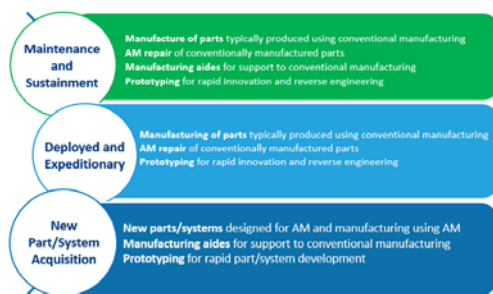 Maintenance
and
Sustainment
Manufacture of parts typically produced using conventional manufacturing
AM repair of conventionally manufactured parts
Manufacturing aides for support to conventional manufacturing
Prototyping for rapid innovation and reverse engineering
Deployed and
Expeditionary
Manufacturing of parts typically produced using conventional manufacturing
AM repair of conventionally manufactured parts
Prototyping for rapid innovation and reverse engineering
New
Part/System
Acquisition
New parts/systems designed for AM and manufacturing using AM
Manufacturing aides for support to conventional manufacturing
Prototyping for rapid part/system development